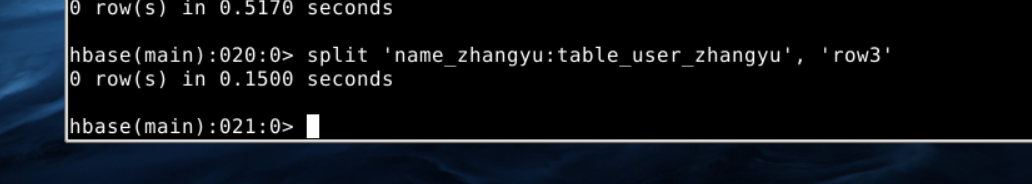 0 row(s) in 0.5170 seconds
hbase(main):020:0> split 'name_zhangyu:table_user_zhangyu', 'row3'
0 row(s) in 0.1500 seconds
hbase(main):021:0>